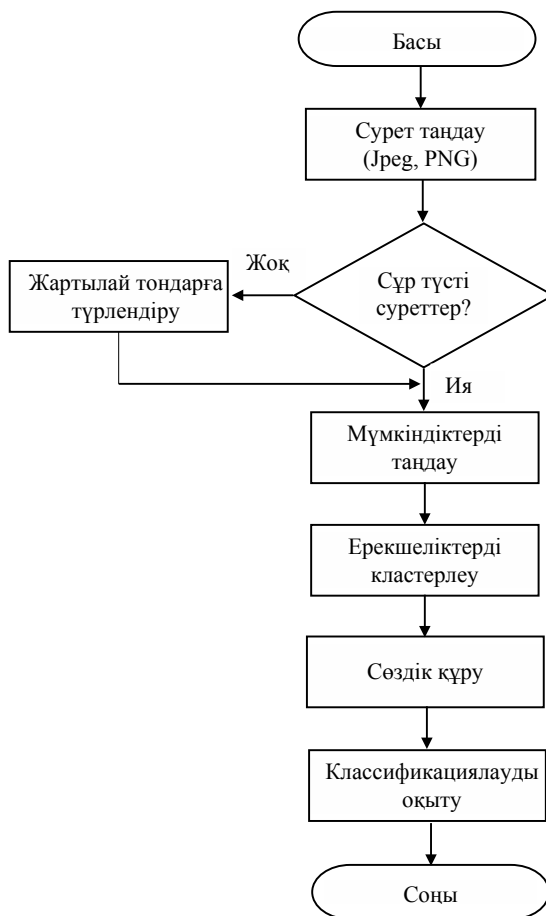 Басы
Сурет таңдау
(Jpeg, PNG)
Жоқ
Жартылай тондарға
түрлендіру
Сұр түсті
суреттер?
Ия
Мүмкіндіктерді
таңдау
Ерекшеліктерді
кластерлеу
Сөздік құру
Классификациялауды
оқыту
Соңы